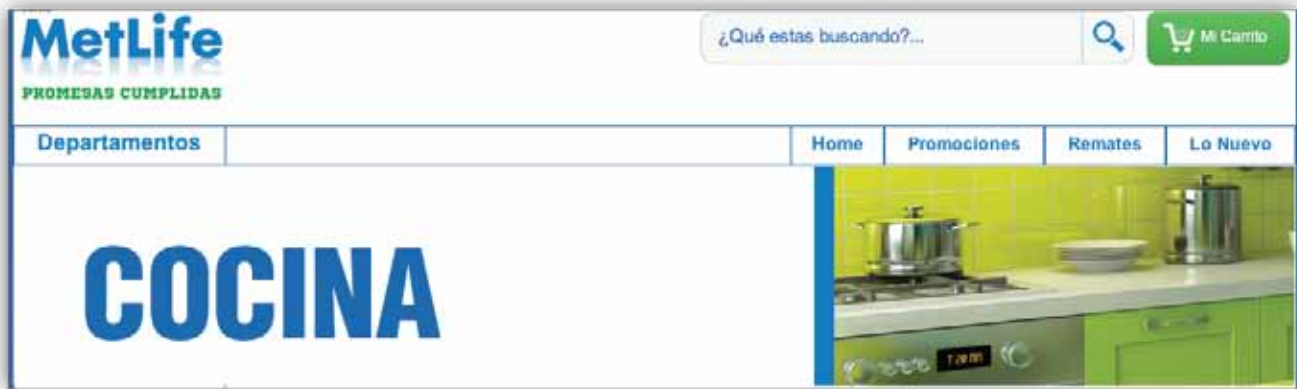 MetLife
PROMESAS CUMPLIDAS
¿Qué estas buscando?...
Mi Carrito
Departamentos
Home
Promociones
Remates
Lo Nuevo
COCINA